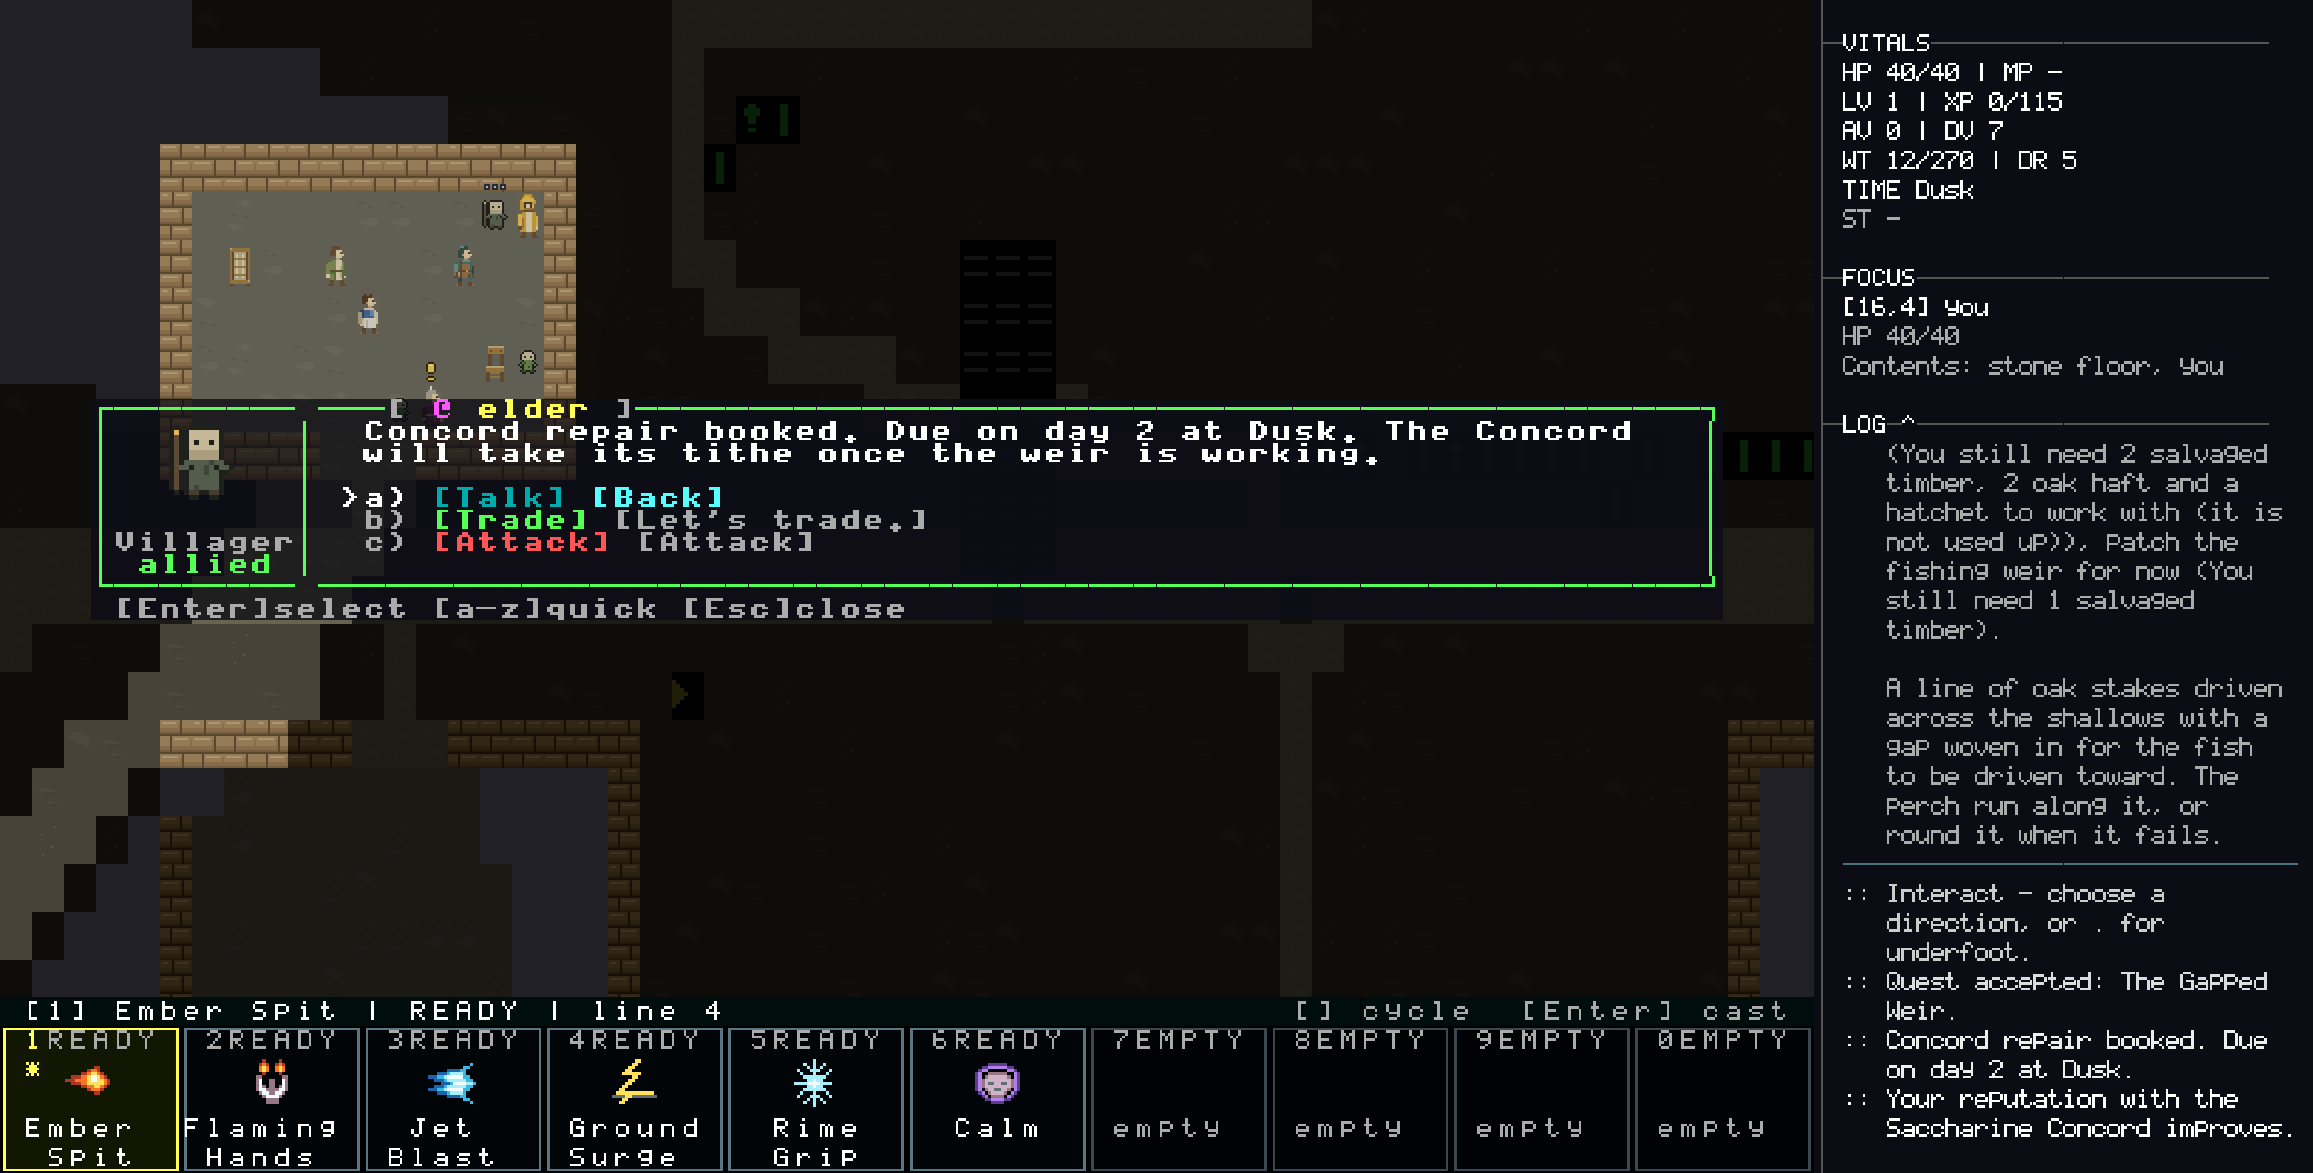 [ e elder ]
Concord repair booked. Due on day 2 at Dusk. The Concord
will take its tithe once the weir is working.
>a) [Talk] [Back]
b) [Trade] [Let's trade.]
c) [Attack] [Attack]
Villager
allied
[Enter]select [a-z]quick [Esc]close
[1] Ember Spit | READY | line 4
[] cycle [Enter] cast
1READY
Ember
Spit
2READY
Flaming
Hands
3READY
Jet
Blast
4READY
Ground
Surge
5READY
Rime
Grip
6READY
Calm
7EMPTY
empty
8EMPTY
empty
9EMPTY
empty
0EMPTY
empty
VITALS
HP 40/40 | MP -
LV 1 | XP 0/115
AV 0 | DV 7
WT 12/270 | DR 5
TIME Dusk
ST -
FOCUS
[16,4] You
HP 40/40
Contents: stone floor, You
LOG ^
(You still need 2 salvaged
timber, 2 oak haft and a
hatchet to work with (it is
not used up)), Patch the
fishing weir for now (You
still need 1 salvaged
timber).
A line of oak stakes driven
across the shallows with a
gap woven in for the fish
to be driven toward. The
perch run along it, or
round it when it fails.
:: Interact - choose a
direction, or . for
underfoot.
:: Quest accepted: The Gapped
Weir.
:: Concord repair booked. Due
on day 2 at Dusk.
:: Your reputation with the
Saccharine Concord improves.